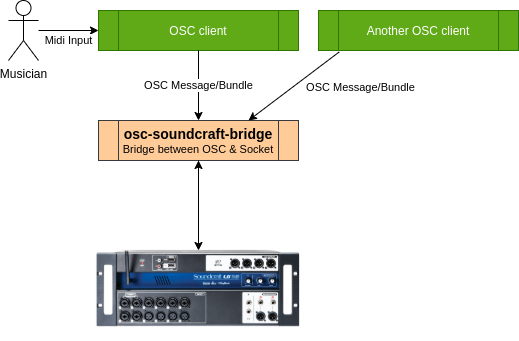 OSC client
Another OSC client
Midi Input
Musician
OSC Message/Bundle
OSC Message/Bundle
osc-soundcraft-bridge
Bridge between OSC & Socket
Soundcraft